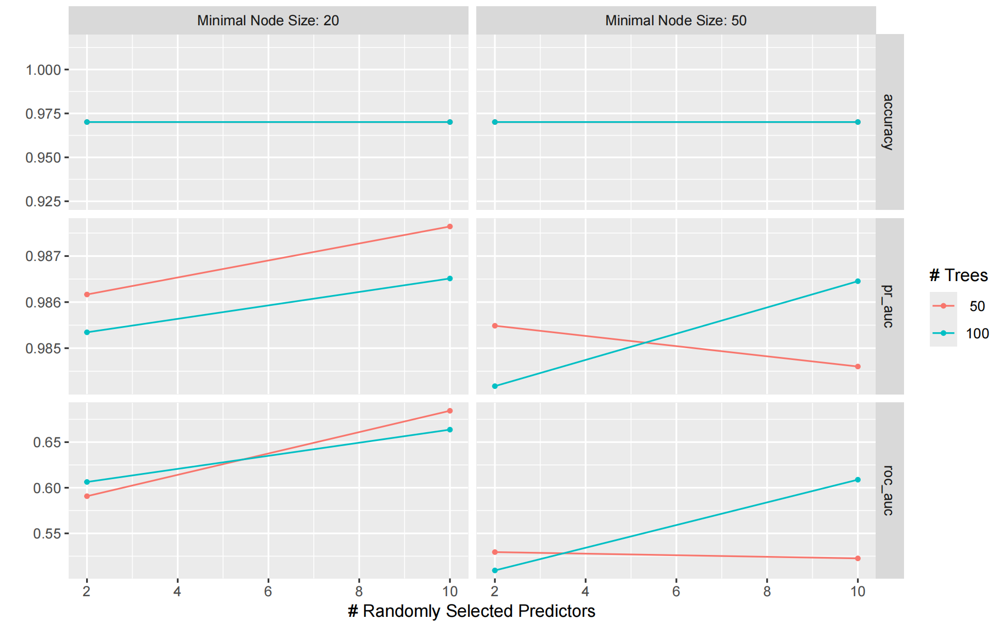 Minimal Node Size: 20
Minimal Node Size: 50
1.000
0.975
0.950
0.925
accuracy
0.987
0.986
0.985
pr_auc
0.65
0.60
0.55
roc_auc
2 4 6 8 10
2 4 6 8 10
# Randomly Selected Predictors
# Trees
50
100